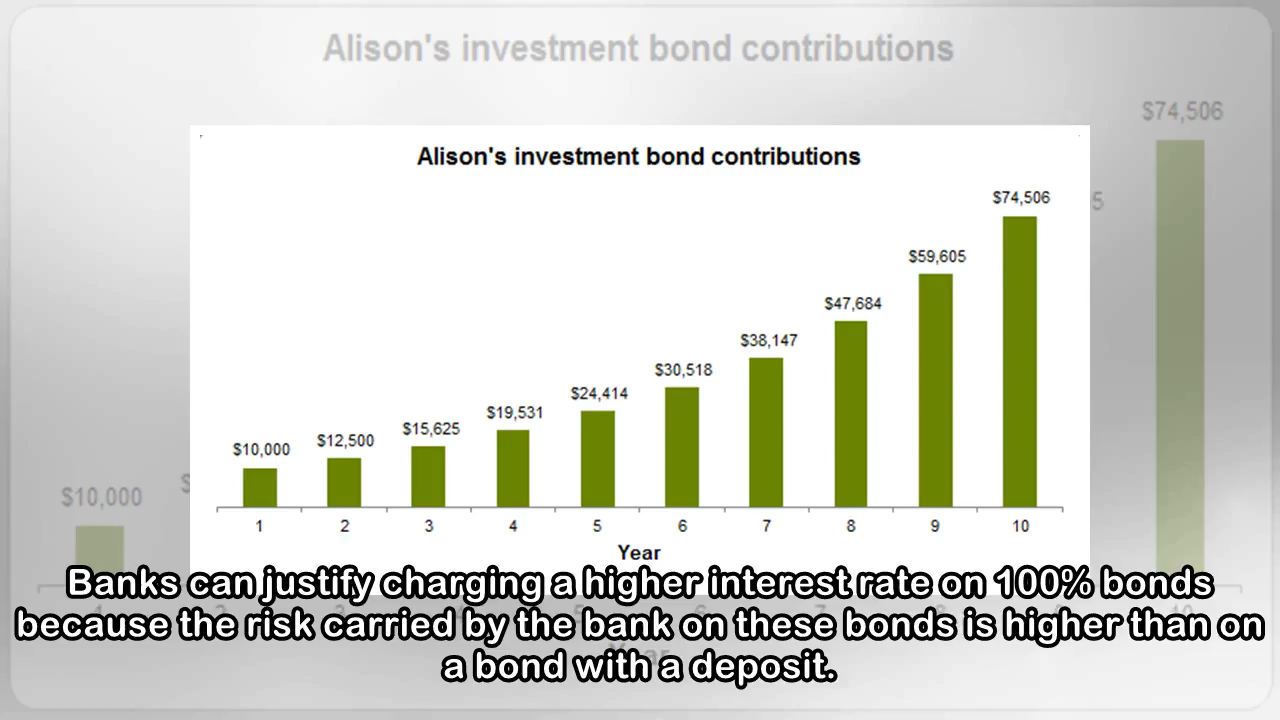 Alison's investment bond contributions
$74,506
Alison's investment bond contributions
$74,506
5
$59,605
$47,684
$38,147
$30,518
$24,414
$19,531
$15,625
$12,500
$10,000
$10,000
$
1 2 3 4 5 6 7 8 9 10
Year
Banks can justify charging a higher interest rate on 100% bonds
because the risk carried by the bank on these bonds is higher than on
a bond with a deposit.